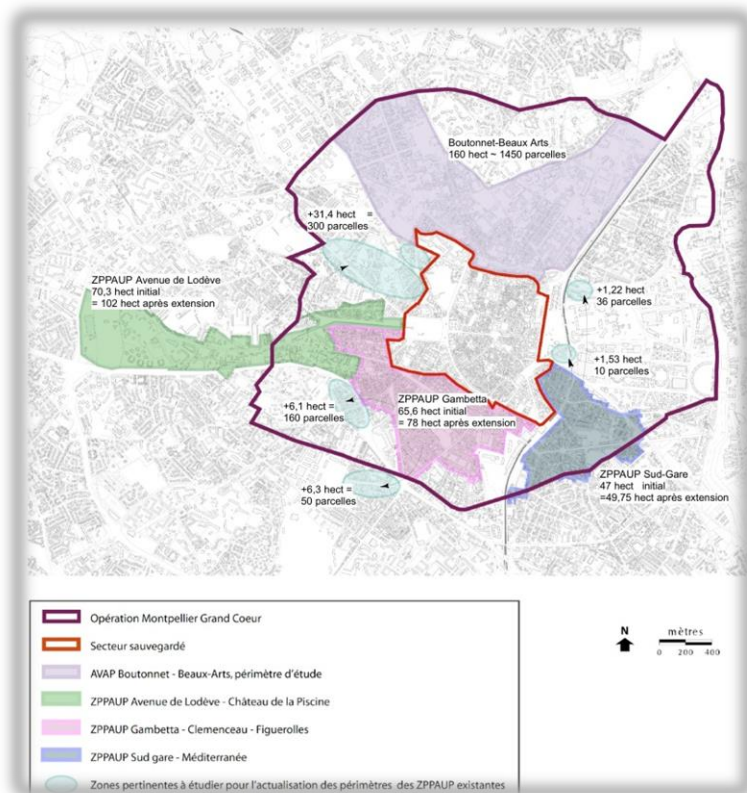 Boutonnet-Beaux Arts
160 hect ~ 1450 parcelles
+31,4 hect =
300 parcelles
ZPPAUP Avenue de Lodève
70,3 hect initial
= 102 hect après extension
+1,22 hect
36 parcelles
+1,53 hect
10 parcelles
+6,1 hect =
160 parcelles
ZPPAUP Gambetta
65,6 hect initial
= 78 hect après extension
+6,3 hect =
50 parcelles
ZPPAUP Sud-Gare
47 hect initial
=49,75 hect après extension
Opération Montpellier Grand Coeur
Secteur sauvegardé
AVAP Boutonnet - Beaux-Arts, périmètre d'étude
ZPPAUP Avenue de Lodève - Château de la Piscine
ZPPAUP Gambetta - Clemenceau - Figuerolles
ZPPAUP Sud gare - Méditerranée
Zones pertinentes à étudier pour l'actualisation des périmètres des ZPPAUP existantes
N
mètres
0 200 400